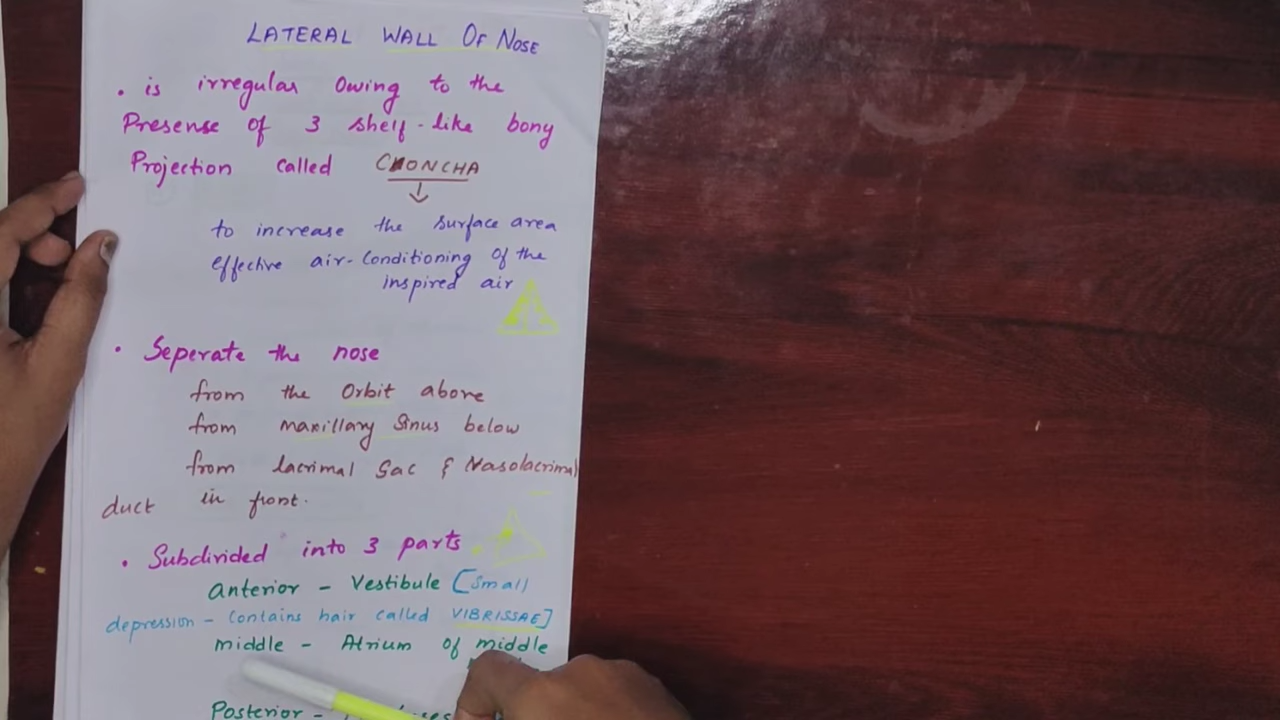 LATERAL WALL OF NOSE
. is irregular Owing to the
Presense of 3 shelf-like bony
Projection called CHONCHA
to increase the surface area
effective air-Conditioning of the
inspired air
. Seperate the nose
from the Orbit above
from maxillary Sinus below
from lacrimal Sac & Nasolacrimal
duct in front.
. Subdivided into 3 parts
Anterior - Vestibule [Small
depression - Contains hair called VIBRISSAE]
middle - Atrium of middle
Posterior -